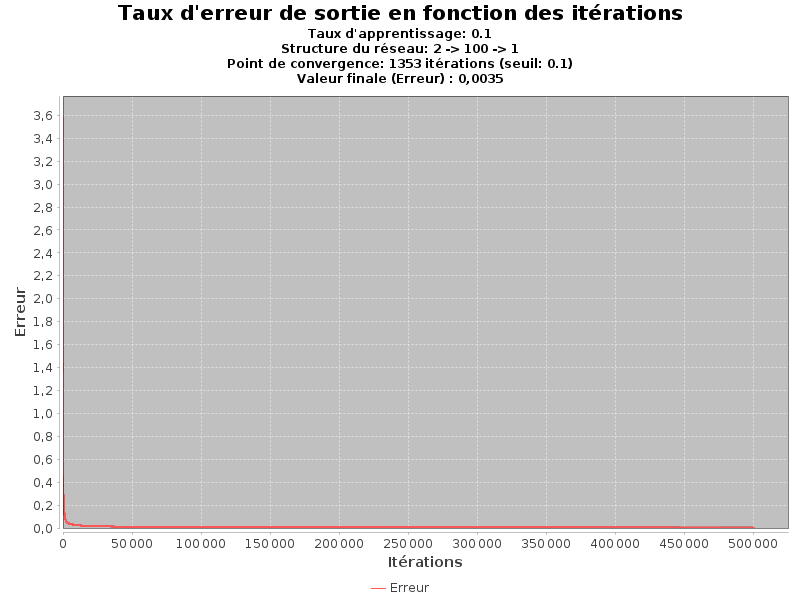 Taux d'erreur de sortie en fonction des itérations
Taux d'apprentissage: 0.1
Structure du réseau: 2 -> 100 -> 1
Point de convergence: 1353 itérations (seuil: 0.1)
Valeur finale (Erreur) : 0,0035
3,6
3,4
3,2
3,0
2,8
2,6
2,4
2,2
2,0
1,8
1,6
1,4
1,2
1,0
0,8
0,6
0,4
0,2
0,0
Erreur
0 50 000 100 000 150 000 200 000 250 000 300 000 350 000 400 000 450 000 500 000
Itérations
Erreur